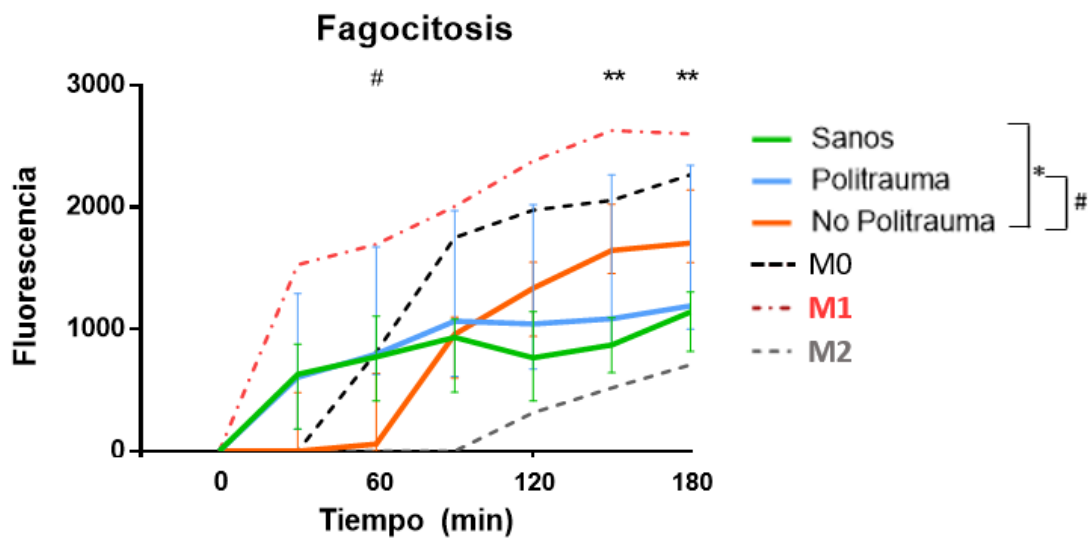 Fagocitosis
# ** **
3000
2000
1000
0
Fluorescencia
0 60 120 180
Tiempo (min)
Sanos
Politrauma
No Politrauma
M0
M1
M2
*
#